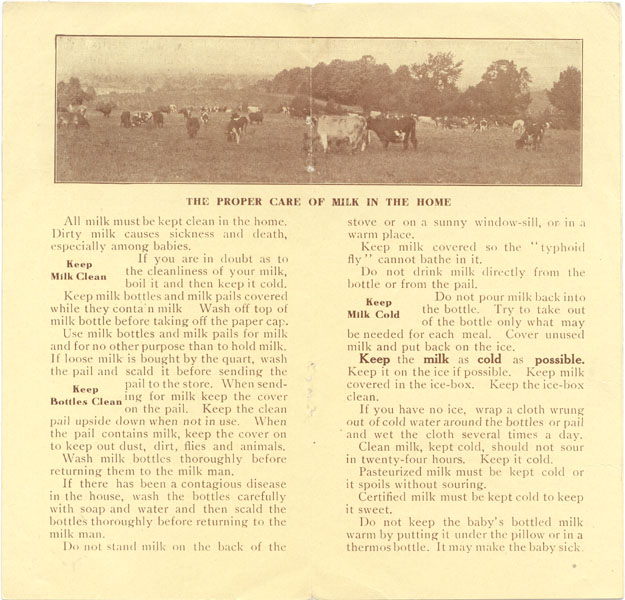 THE PROPER CARE OF MILK IN THE HOME
All milk must be kept clean in the home.
Dirty milk causes sickness and death,
especially among babies.
Keep
Milk Clean
If you are in doubt as to
the cleanliness of your milk,
boil it and then keep it cold.
Keep milk bottles and milk pails covered
while they contain milk Wash off top of
milk bottle before taking off the paper cap.
Use milk bottles and milk pails for milk
and for no other purpose than to hold milk.
If loose milk is bought by the quart, wash
the pail and scald it before sending the
Keep
Bottles Clean
pail to the store. When send-
ing for milk keep the cover
on the pail. Keep the clean
pail upside down when not in use. When
the pail contains milk, keep the cover on
to keep out dust, dirt, flies and animals.
Wash milk bottles thoroughly before
returning them to the milk man.
If there has been a contagious disease
in the house, wash the bottles carefully
with soap and water and then scald the
bottles thoroughly before returning to the
milk man.
Do not stand milk on the back of the
stove or on a sunny window-sill, or in a
warm place.
Keep milk covered so the "typhoid
fly" cannot bathe in it.
Do not drink milk directly from the
bottle or from the pail.
Keep
Milk Cold
Do not pour milk back into
the bottle. Try to take out
of the bottle only what may
be needed for each meal. Cover unused
milk and put back on the ice.
Keep the milk as cold as possible.
Keep it on the ice if possible. Keep milk
covered in the ice-box. Keep the ice-box
clean.
If you have no ice, wrap a cloth wrung
out of cold water around the bottles or pail
and wet the cloth several times a day.
Clean milk, kept cold, should not sour
in twenty-four hours. Keep it cold.
Pasteurized milk must be kept cold or
it spoils without souring.
Certified milk must be kept cold to keep
it sweet.
Do not keep the baby's bottled milk
warm by putting it under the pillow or in a
thermos bottle. It may make the baby sick